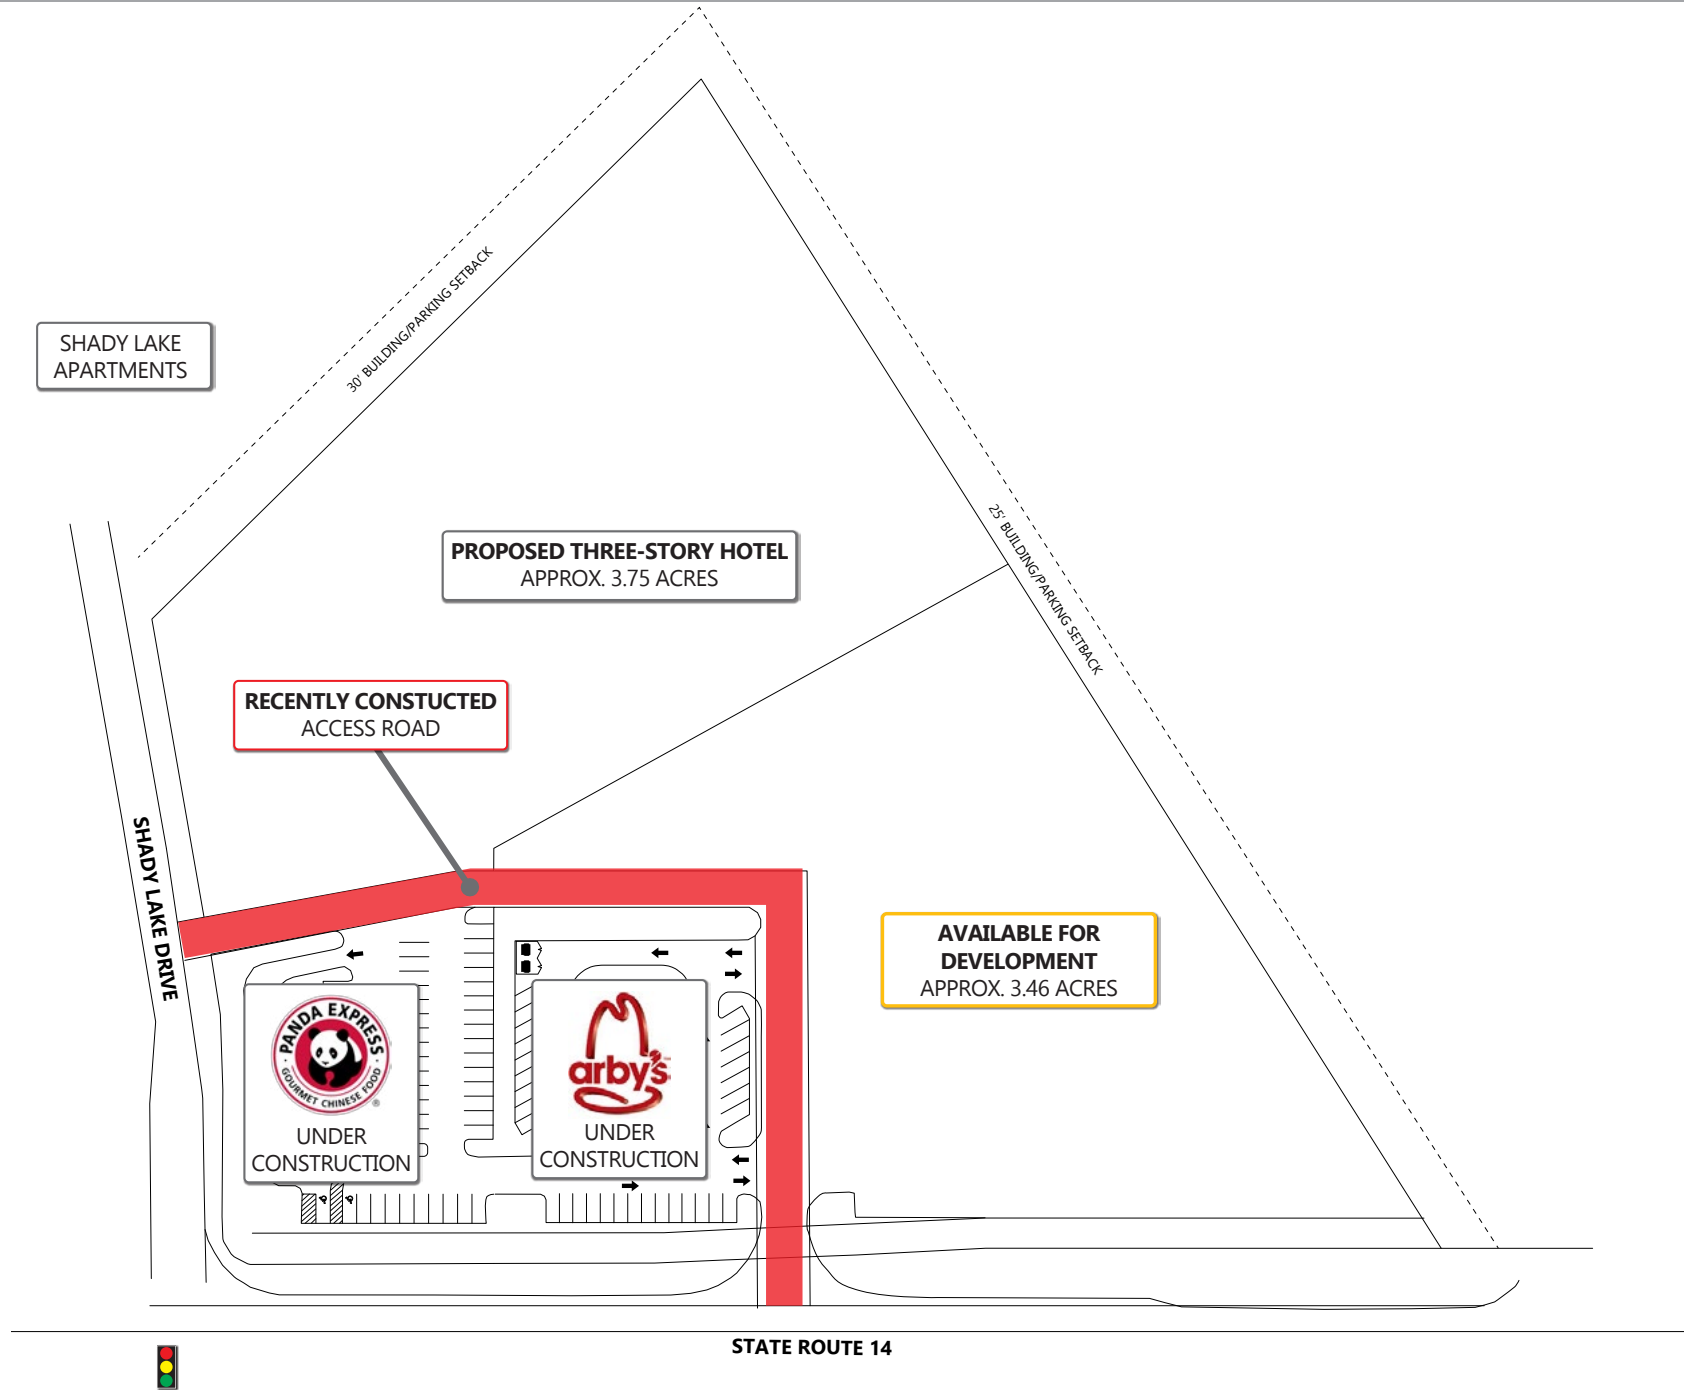 30' BUILDING/PARKING SETBACK
SHADY LAKE
APARTMENTS
PROPOSED THREE-STORY HOTEL
APPROX. 3.75 ACRES
25' BUILDING/PARKING SETBACK
RECENTLY CONSTUCTED
ACCESS ROAD
SHADY LAKE DRIVE
AVAILABLE FOR
DEVELOPMENT
APPROX. 3.46 ACRES
PANDA EXPRESS
GOURMET CHINESE FOOD
®
UNDER
CONSTRUCTION
arby's
UNDER
CONSTRUCTION
STATE ROUTE 14